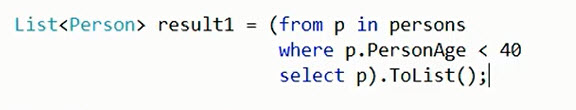 List<Person> result1 = (from p in persons
where p.PersonAge < 40
select p).ToList();